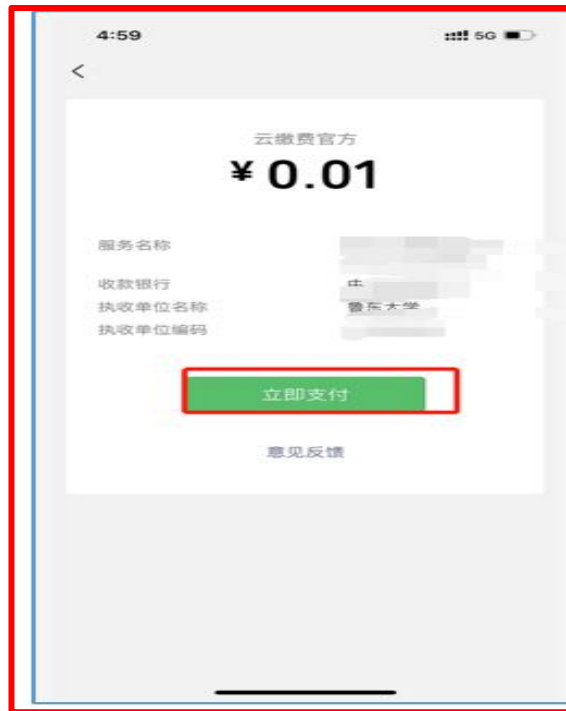 4:59 5G
<
云缴费官方
¥ 0.01
服务名称
收款银行
执收单位名称 鲁东大学
执收单位编码
立即支付
意见反馈